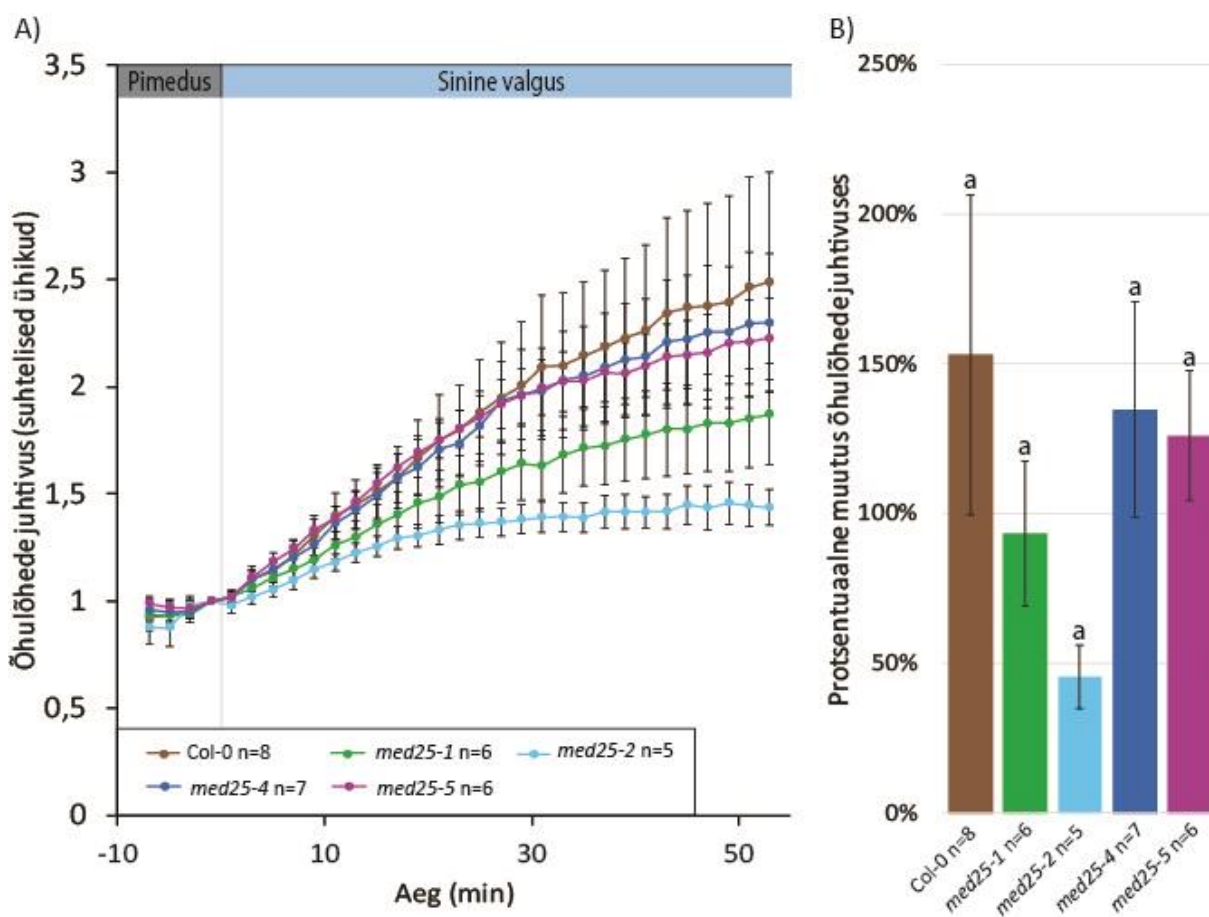 A)
Õhulõhede juhtivus (suhtelised ühikud)
3,5
3
2,5
2
1,5
1
0,5
0
Pimedus
Sinine valgus
Col-0 n=8
med25-1 n=6
med25-2 n=5
med25-4 n=7
med25-5 n=6
-10
10
30
50
Aeg (min)
B)
Protsentuaalne muutus õhulõhede juhtivuses
250%
200%
150%
100%
50%
0%
a
a
a
a
a
Col-0 n=8
med25-1 n=6
med25-2 n=5
med25-4 n=7
med25-5 n=6